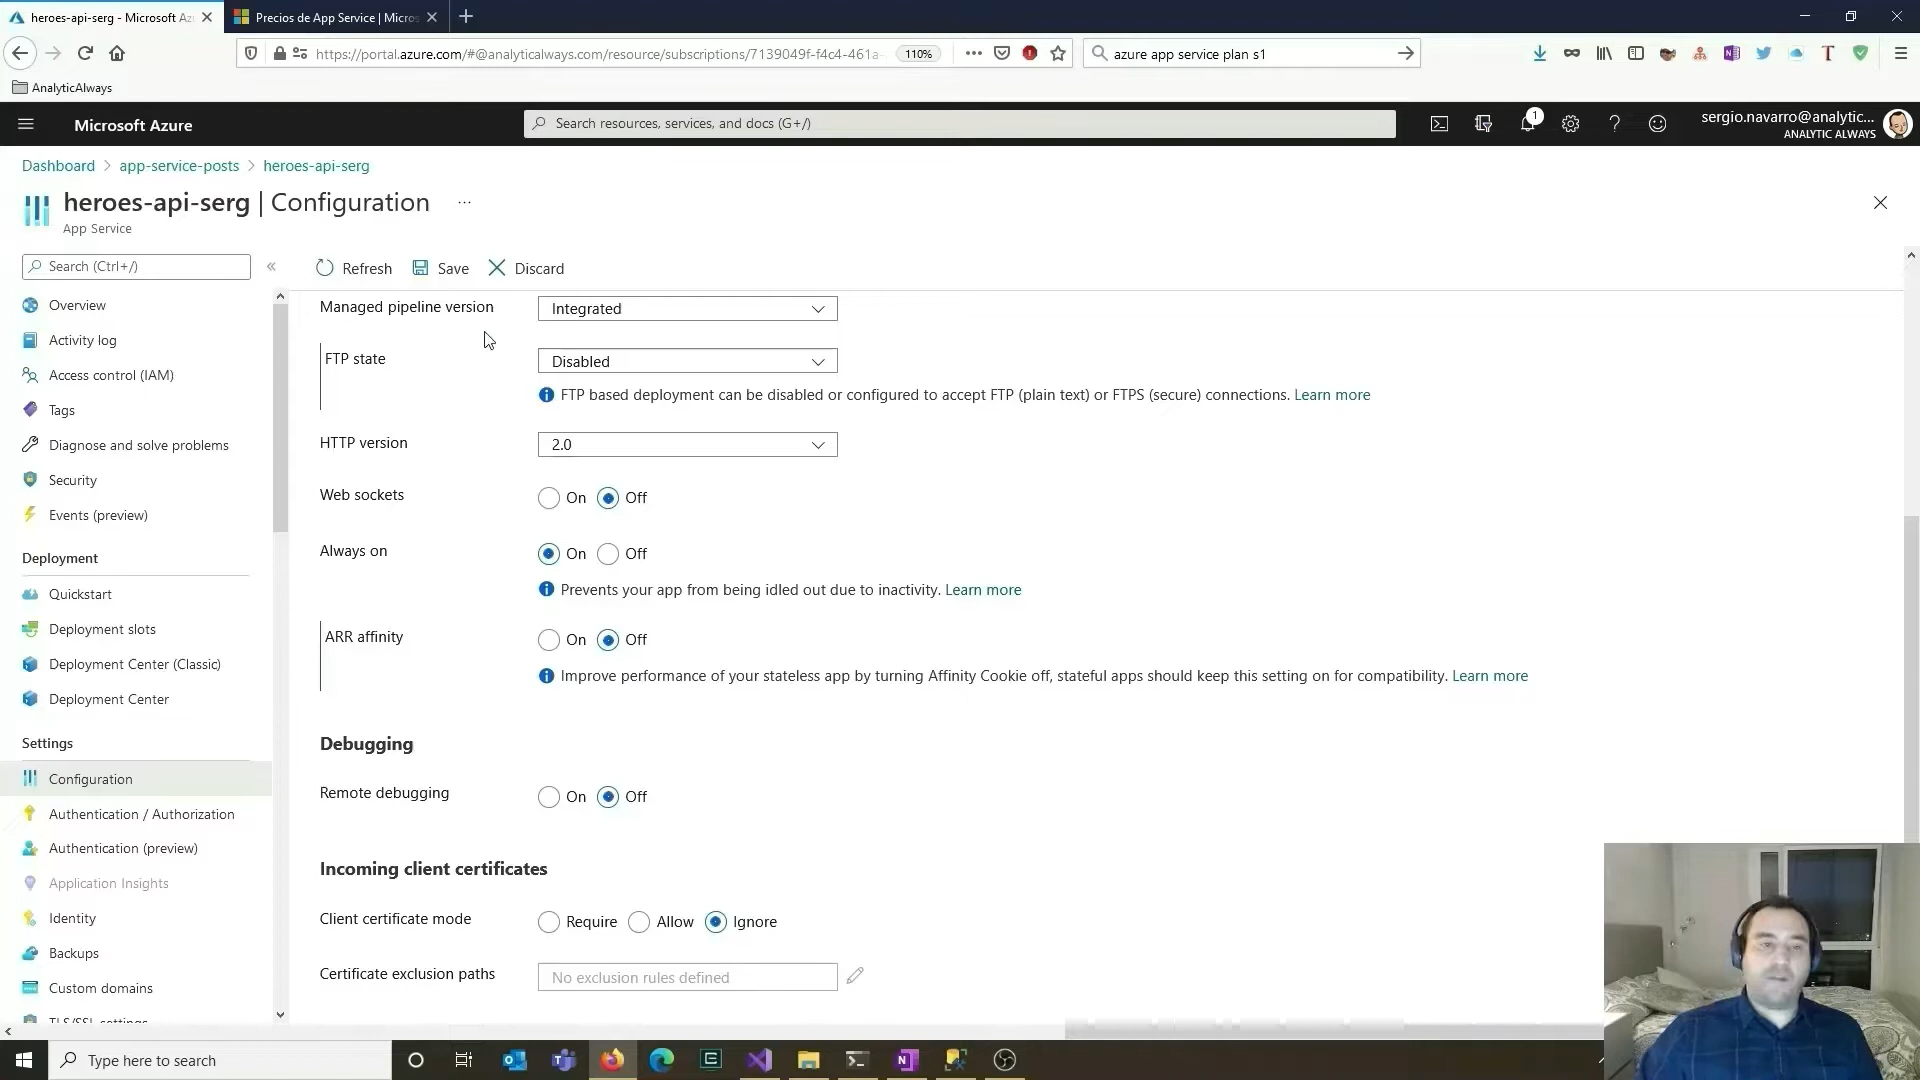 heroes-api-serg - Microsoft Az
Precios de App Service | Micros
https://portal.azure.com/#@analyticalways.com/resource/subscriptions/7139049f-f4c4-461a-
110%
azure app service plan s1
AnalyticAlways
Microsoft Azure
Search resources, services, and docs (G+/)
1
sergio.navarro@analytic...
ANALYTIC ALWAYS
Dashboard > app-service-posts > heroes-api-serg
heroes-api-serg | Configuration ...
App Service
Search (Ctrl+/)
Refresh
Save
Discard
Overview
Activity log
Access control (IAM)
Tags
Diagnose and solve problems
Security
Events (preview)
Deployment
Quickstart
Deployment slots
Deployment Center (Classic)
Deployment Center
Settings
Configuration
Authentication / Authorization
Authentication (preview)
Application Insights
Identity
Backups
Custom domains
TLS/SSL settings
Managed pipeline version
Integrated
FTP state
Disabled
FTP based deployment can be disabled or configured to accept FTP (plain text) or FTPS (secure) connections. Learn more
HTTP version
2.0
Web sockets
On Off
Always on
On Off
Prevents your app from being idled out due to inactivity. Learn more
ARR affinity
On Off
Improve performance of your stateless app by turning Affinity Cookie off, stateful apps should keep this setting on for compatibility. Learn more
Debugging
Remote debugging
On Off
Incoming client certificates
Client certificate mode
Require Allow Ignore
Certificate exclusion paths
No exclusion rules defined
Type here to search